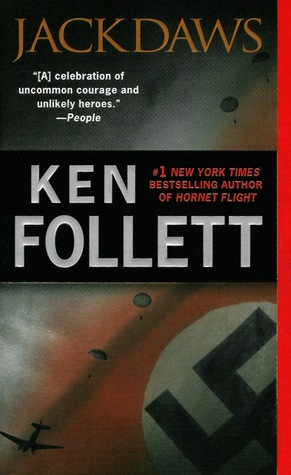 JACKDAWS
"[A] celebration of
uncommon courage and
unlikely heroes."
—People
KEN
FOLLETT
#1 NEW YORK TIMES
BESTSELLING AUTHOR
OF HORNET FLIGHT